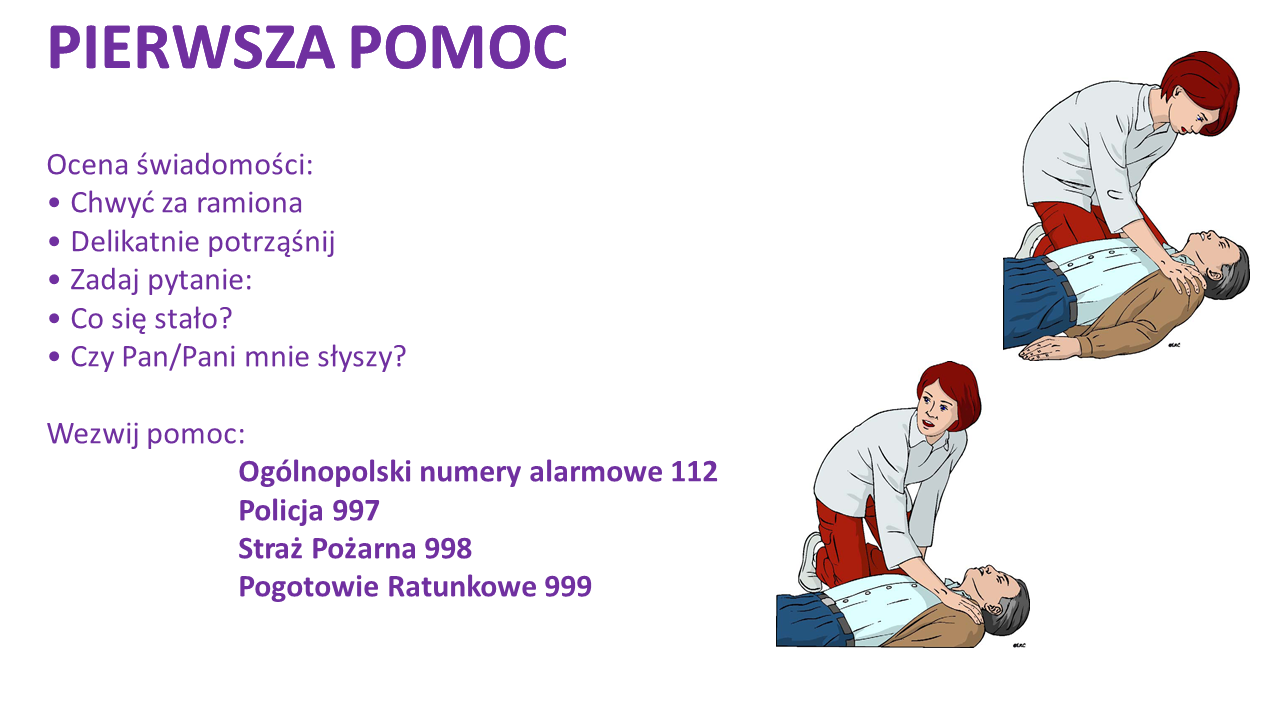 PIERWSZA POMOC
Ocena świadomości:
• Chwyć za ramiona
• Delikatnie potrząśnij
• Zadaj pytanie:
• Co się stało?
• Czy Pan/Pani mnie słyszy?
Wezwij pomoc:
Ogólnopolski numery alarmowe 112
Policja 997
Straż Pożarna 998
Pogotowie Ratunkowe 999